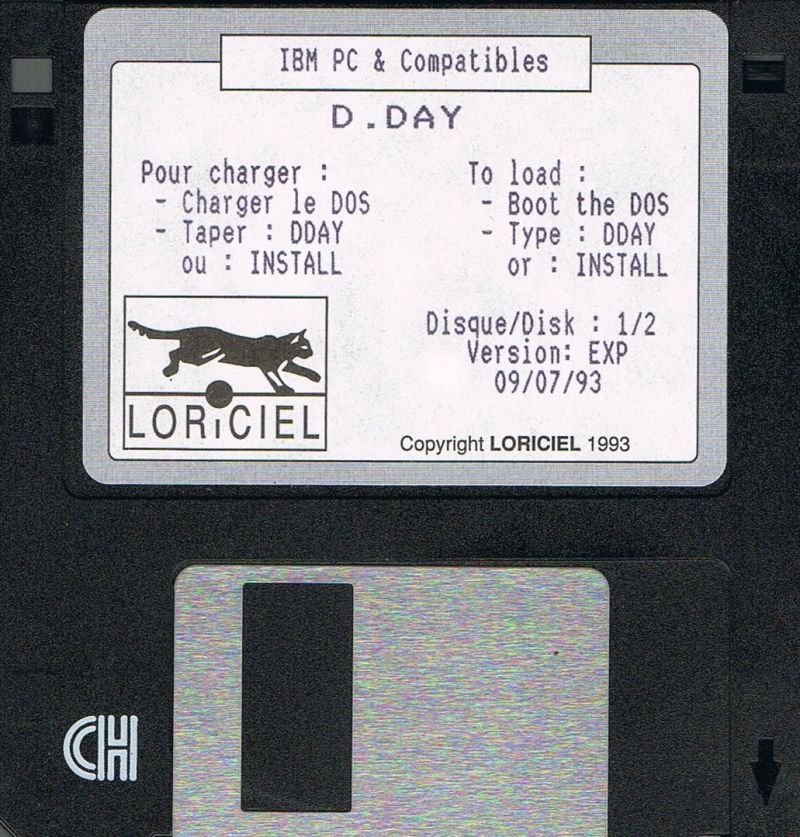 IBM PC & Compatibles
D.DAY
Pour charger :
- Charger le DOS
- Taper : DDAY
ou : INSTALL
To load :
- Boot the DOS
- Type : DDAY
or : INSTALL
Disque/Disk : 1/2
Version: EXP
09/07/93
LORiCIEL
Copyright LORICIEL 1993
CH